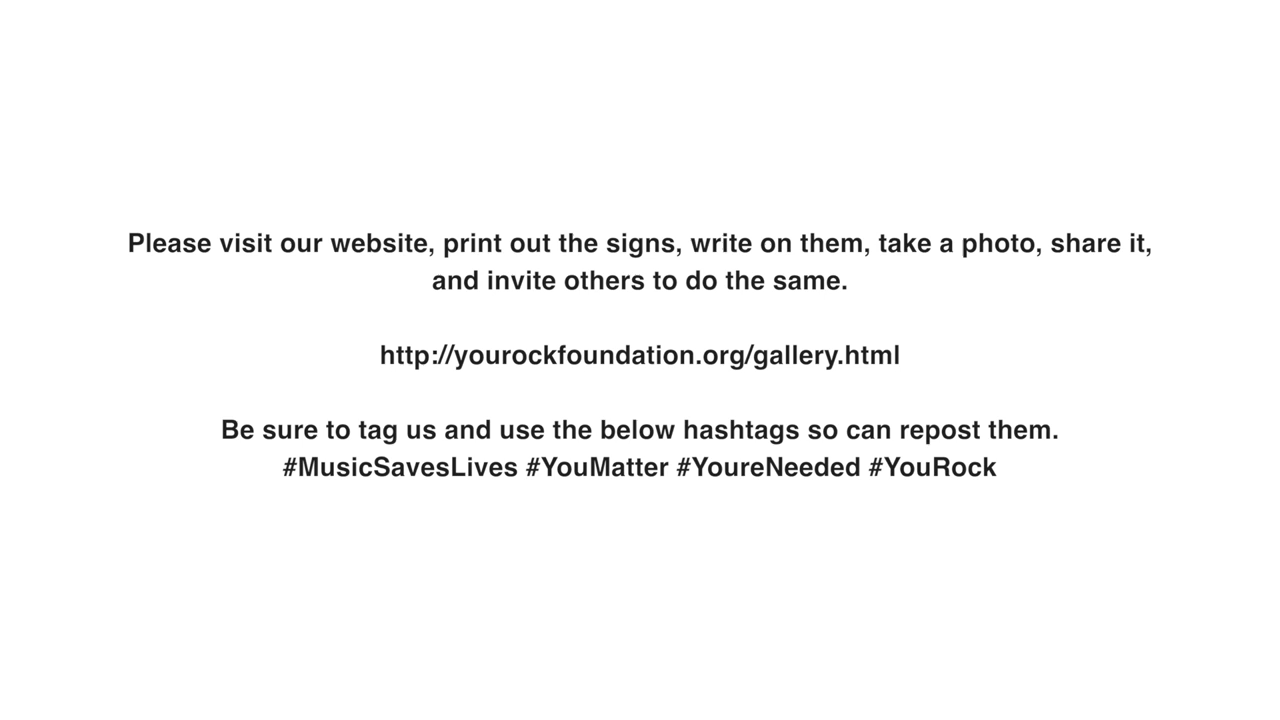 Please visit our website, print out the signs, write on them, take a photo, share it,
and invite others to do the same.
http://yourockfoundation.org/gallery.html
Be sure to tag us and use the below hashtags so can repost them.
#MusicSavesLives #YouMatter #YoureNeeded #YouRock